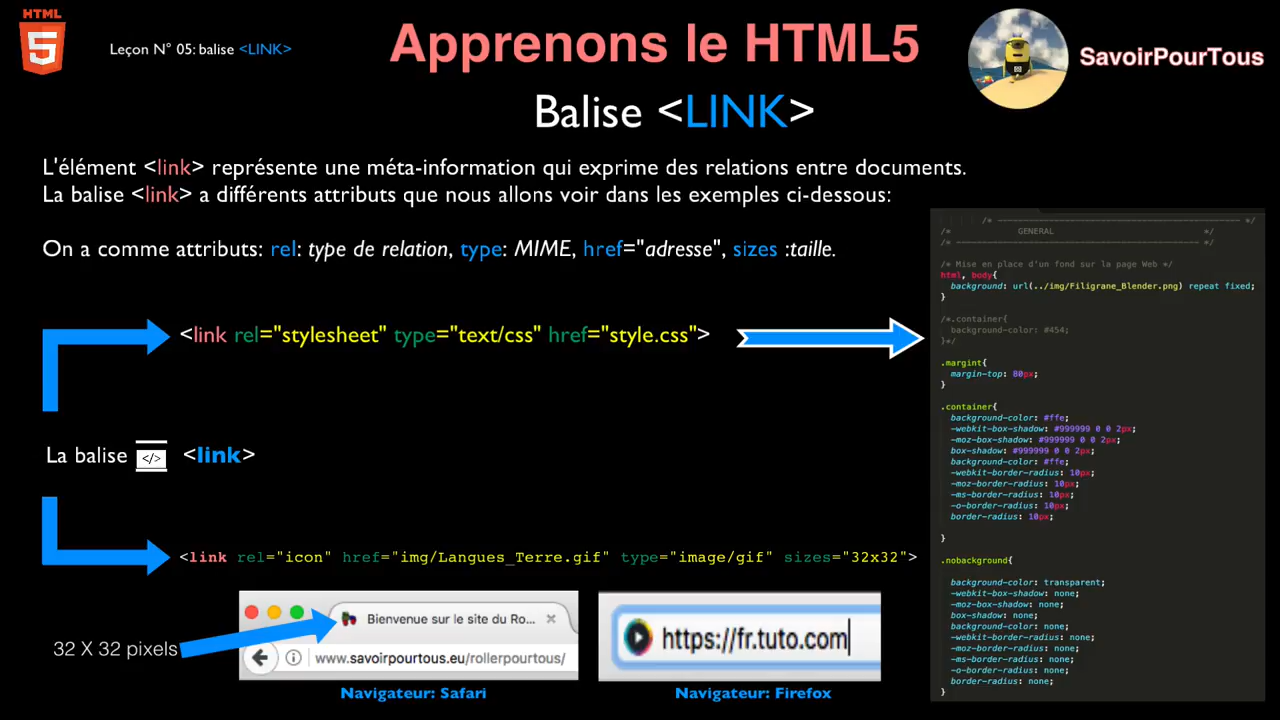 HTML
5
Leçon N° 05: balise <LINK>
Apprenons le HTML5
SavoirPourTous
Balise <LINK>
L'élément <link> représente une méta-information qui exprime des relations entre documents.
La balise <link> a différents attributs que nous allons voir dans les exemples ci-dessous:
On a comme attributs: rel: type de relation, type: MIME, href="adresse", sizes :taille.
<link rel="stylesheet" type="text/css" href="style.css">
La balise </> <link>
<link rel="icon" href="img/Langues_Terre.gif" type="image/gif" sizes="32x32">
32 X 32 pixels
Bienvenue sur le site du Ro...
www.savoirpourtous.eu/rollerpourtous/
Navigateur: Safari
https://fr.tuto.com
Navigateur: Firefox
/* ---------------------------------------- */
/* GENERAL */
/* ---------------------------------------- */
/* Mise en place d'un fond sur la page Web */
html, body{
background: url(../img/Filigrane_Blender.png) repeat fixed;
}
/*.container{
background-color: #454;
}*/
.margint{
margin-top: 80px;
}
.container{
background-color: #ffe;
-webkit-box-shadow: #999999 0 0 2px;
-moz-box-shadow: #999999 0 0 2px;
box-shadow: #999999 0 0 2px;
background-color: #ffe;
-webkit-border-radius: 10px;
-moz-border-radius: 10px;
-ms-border-radius: 10px;
-o-border-radius: 10px;
border-radius: 10px;
}
.nobackground{
background-color: transparent;
-webkit-box-shadow: none;
-moz-box-shadow: none;
box-shadow: none;
background-color: none;
-webkit-border-radius: none;
-moz-border-radius: none;
-ms-border-radius: none;
-o-border-radius: none;
border-radius: none;
}